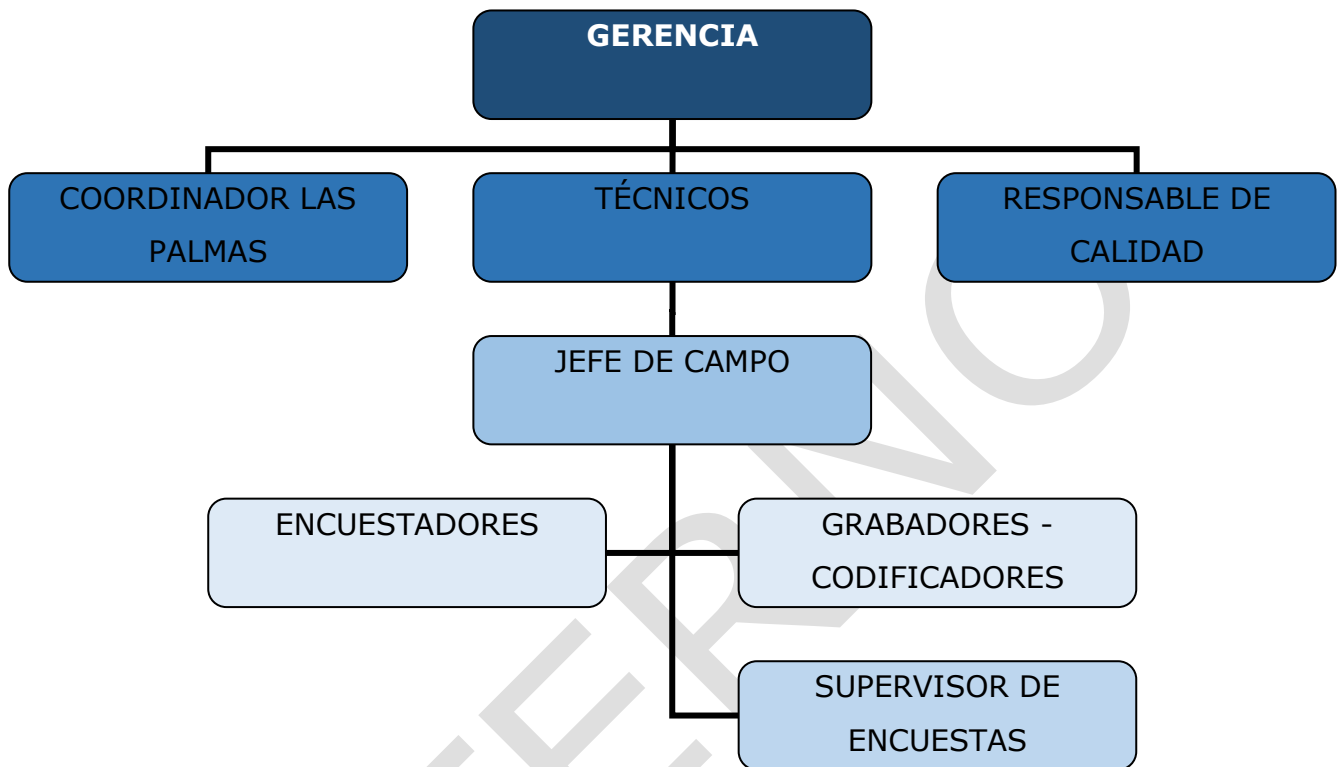 GERENCIA
COORDINADOR LAS
PALMAS
TÉCNICOS
RESPONSABLE DE
CALIDAD
JEFE DE CAMPO
ENCUESTADORES
GRABADORES -
CODIFICADORES
SUPERVISOR DE
ENCUESTAS